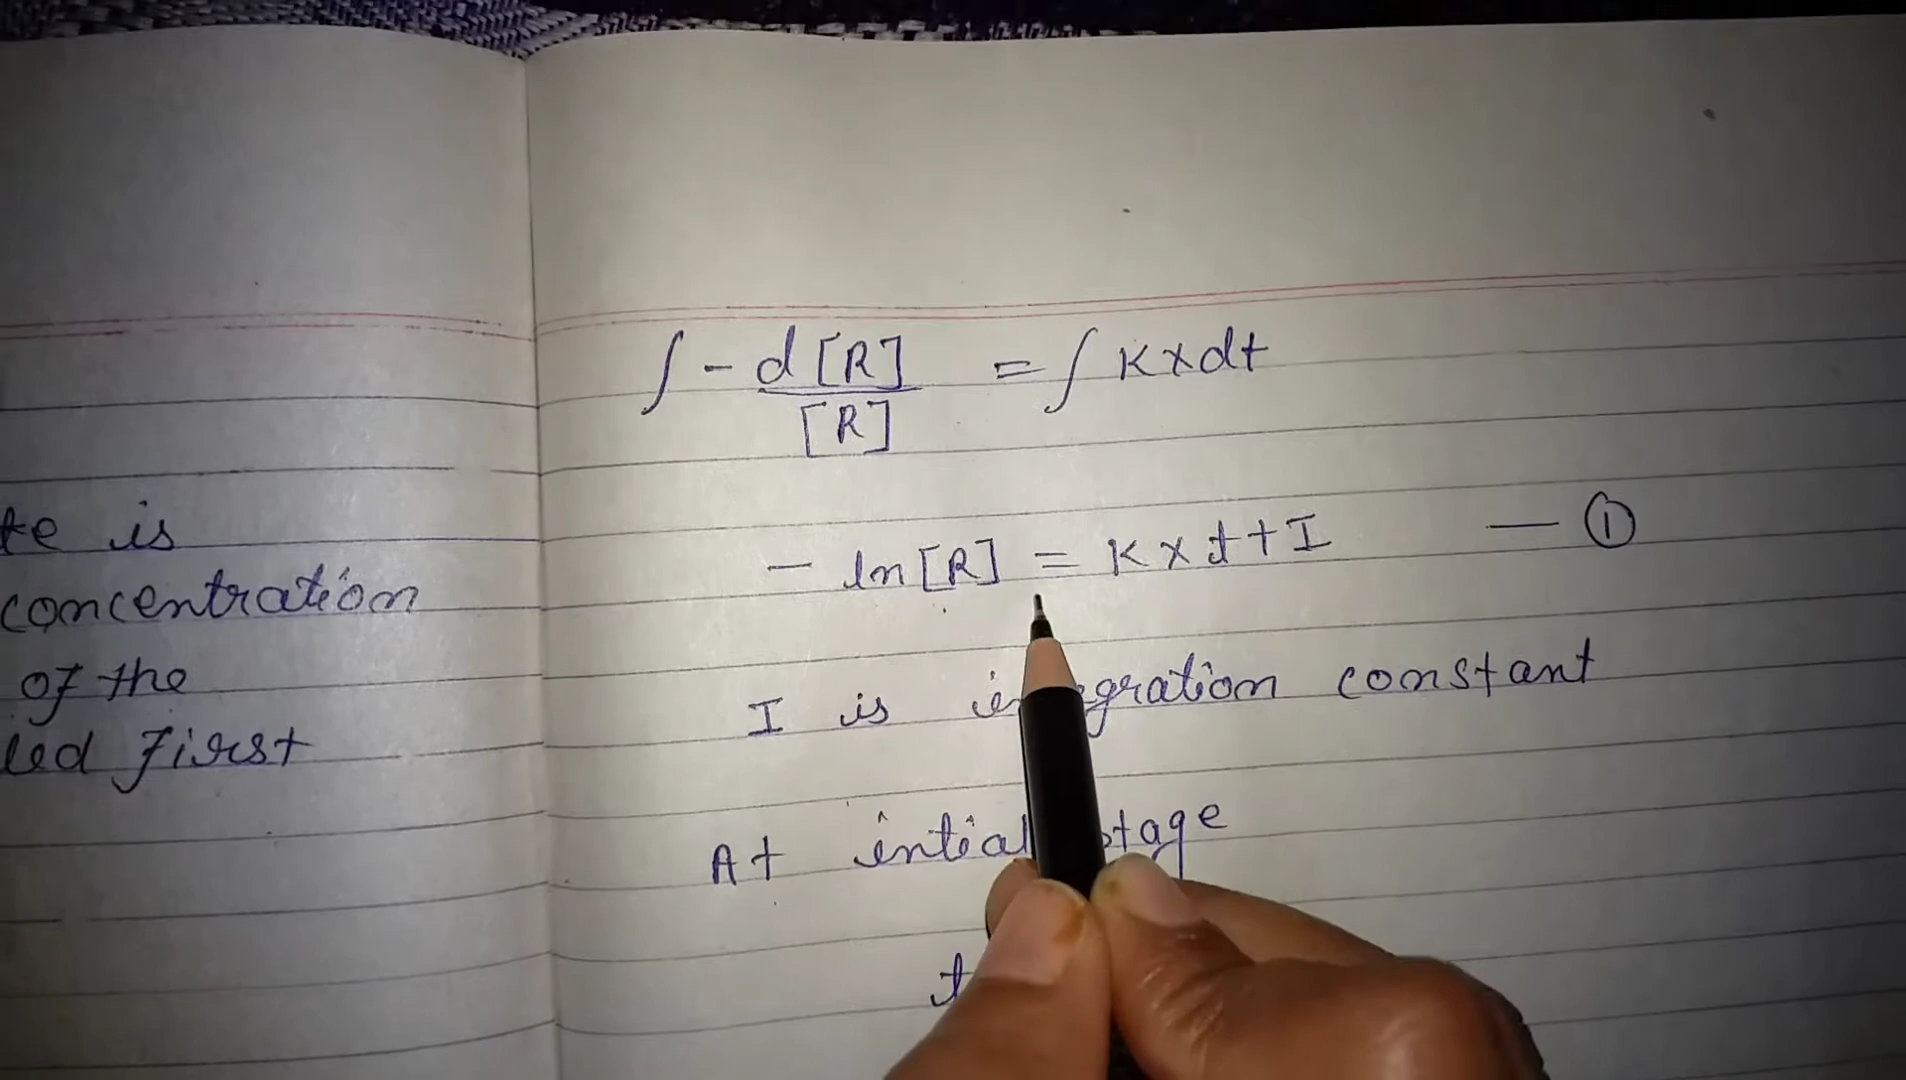 te is
concentration
of the
led first
∫ - d[R] / [R] = ∫ K x dt
- ln[R] = K x t + I — ①
I is integration constant
At intial stage
t